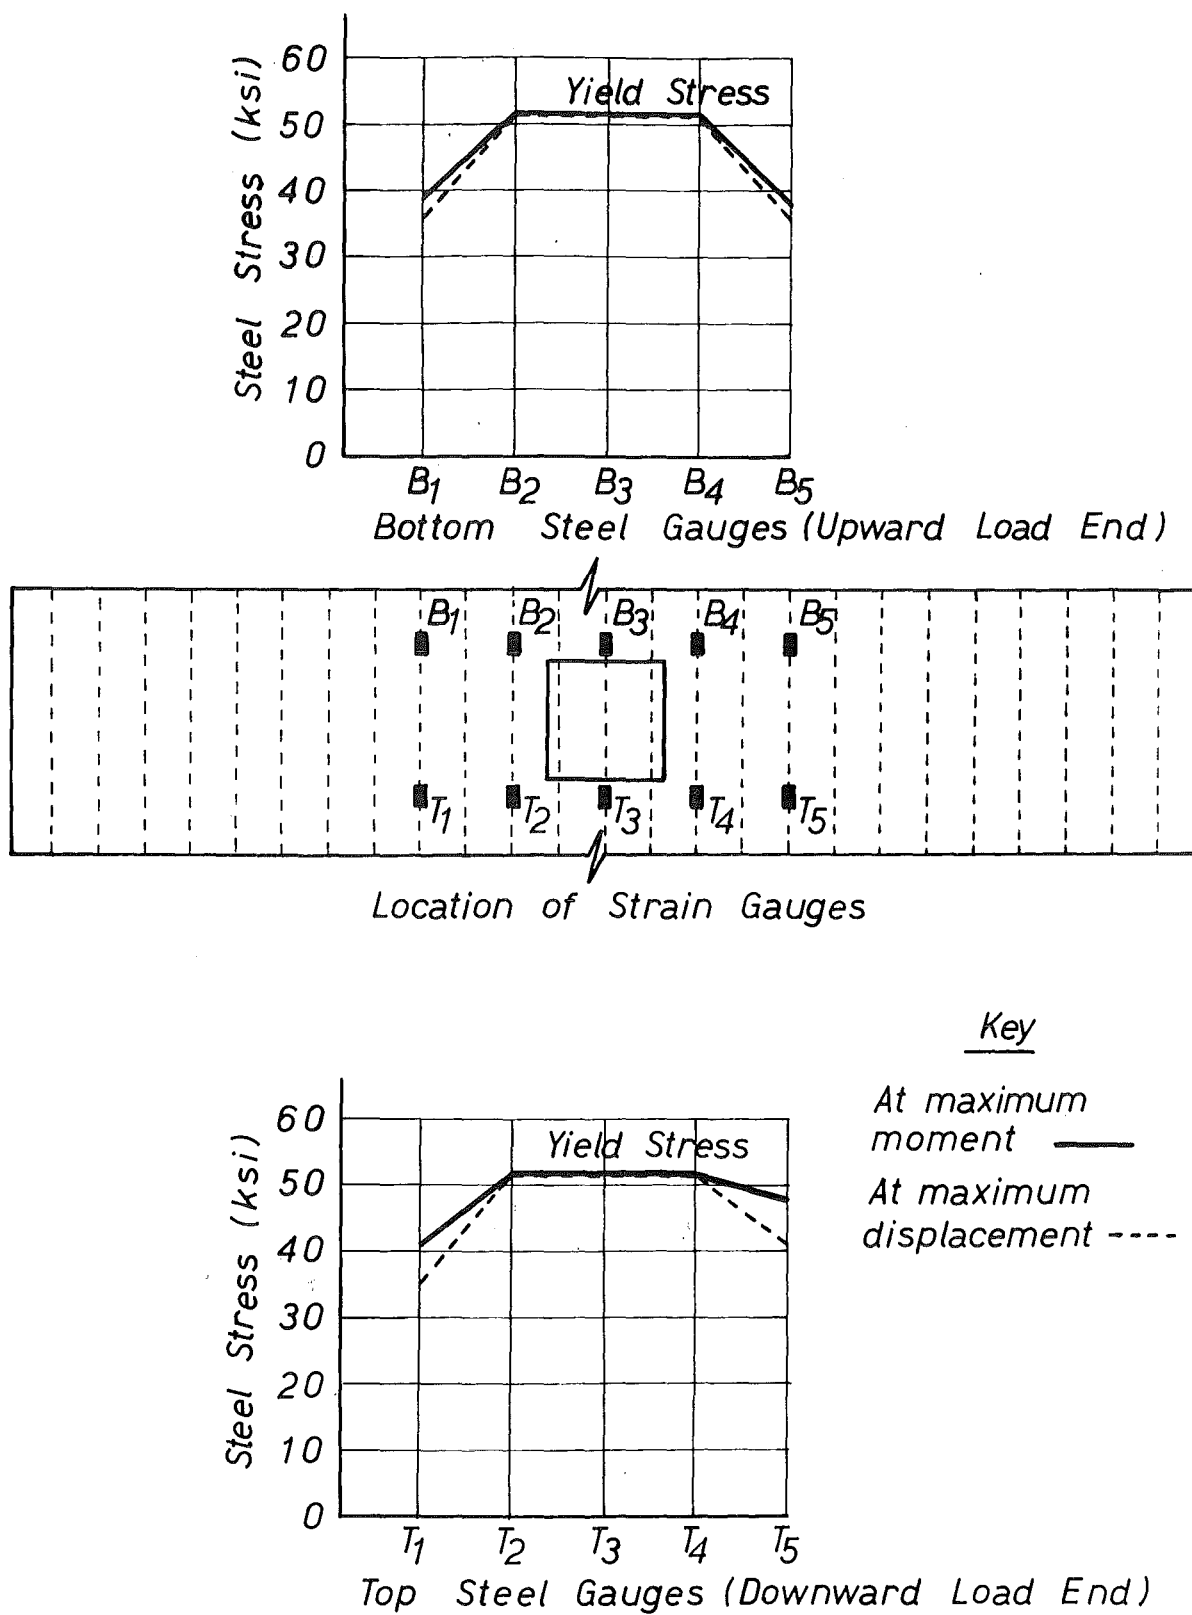 Steel Stress (ksi)
60
50
40
30
20
10
0
Yield Stress
B1 B2 B3 B4 B5
Bottom Steel Gauges (Upward Load End)
B1 B2 B3 B4 B5
T1 T2 T3 T4 T5
Location of Strain Gauges
Key
At maximum
moment
At maximum
displacement
Steel Stress (ksi)
60
50
40
30
20
10
0
Yield Stress
T1 T2 T3 T4 T5
Top Steel Gauges (Downward Load End)